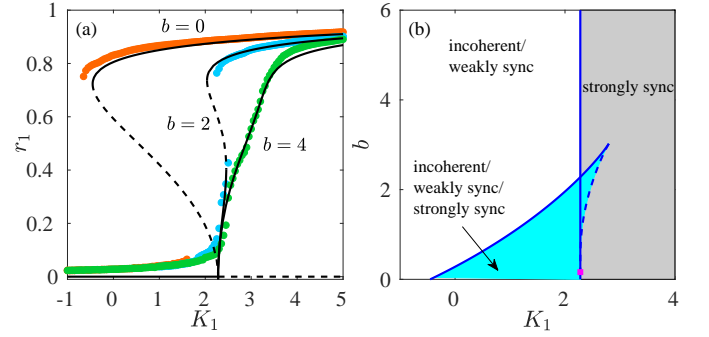 (a)
b = 0
b = 2
b = 4
r₁
1
0.8
0.6
0.4
0.2
0
-1
0
1
2
3
4
5
K₁
(b)
incoherent/
weakly sync
strongly sync
incoherent/
weakly sync/
strongly sync
b
6
4
2
0
0
2
4
K₁